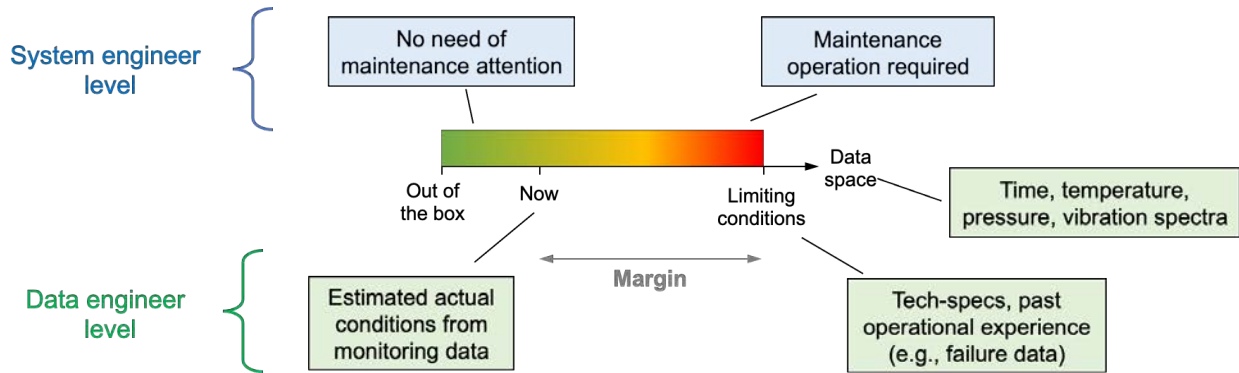 System engineer
level
No need of
maintenance attention
Maintenance
operation required
Out of
the box
Now
Limiting
conditions
Data
space
Time, temperature,
pressure, vibration spectra
Margin
Data engineer
level
Estimated actual
conditions from
monitoring data
Tech-specs, past
operational experience
(e.g., failure data)